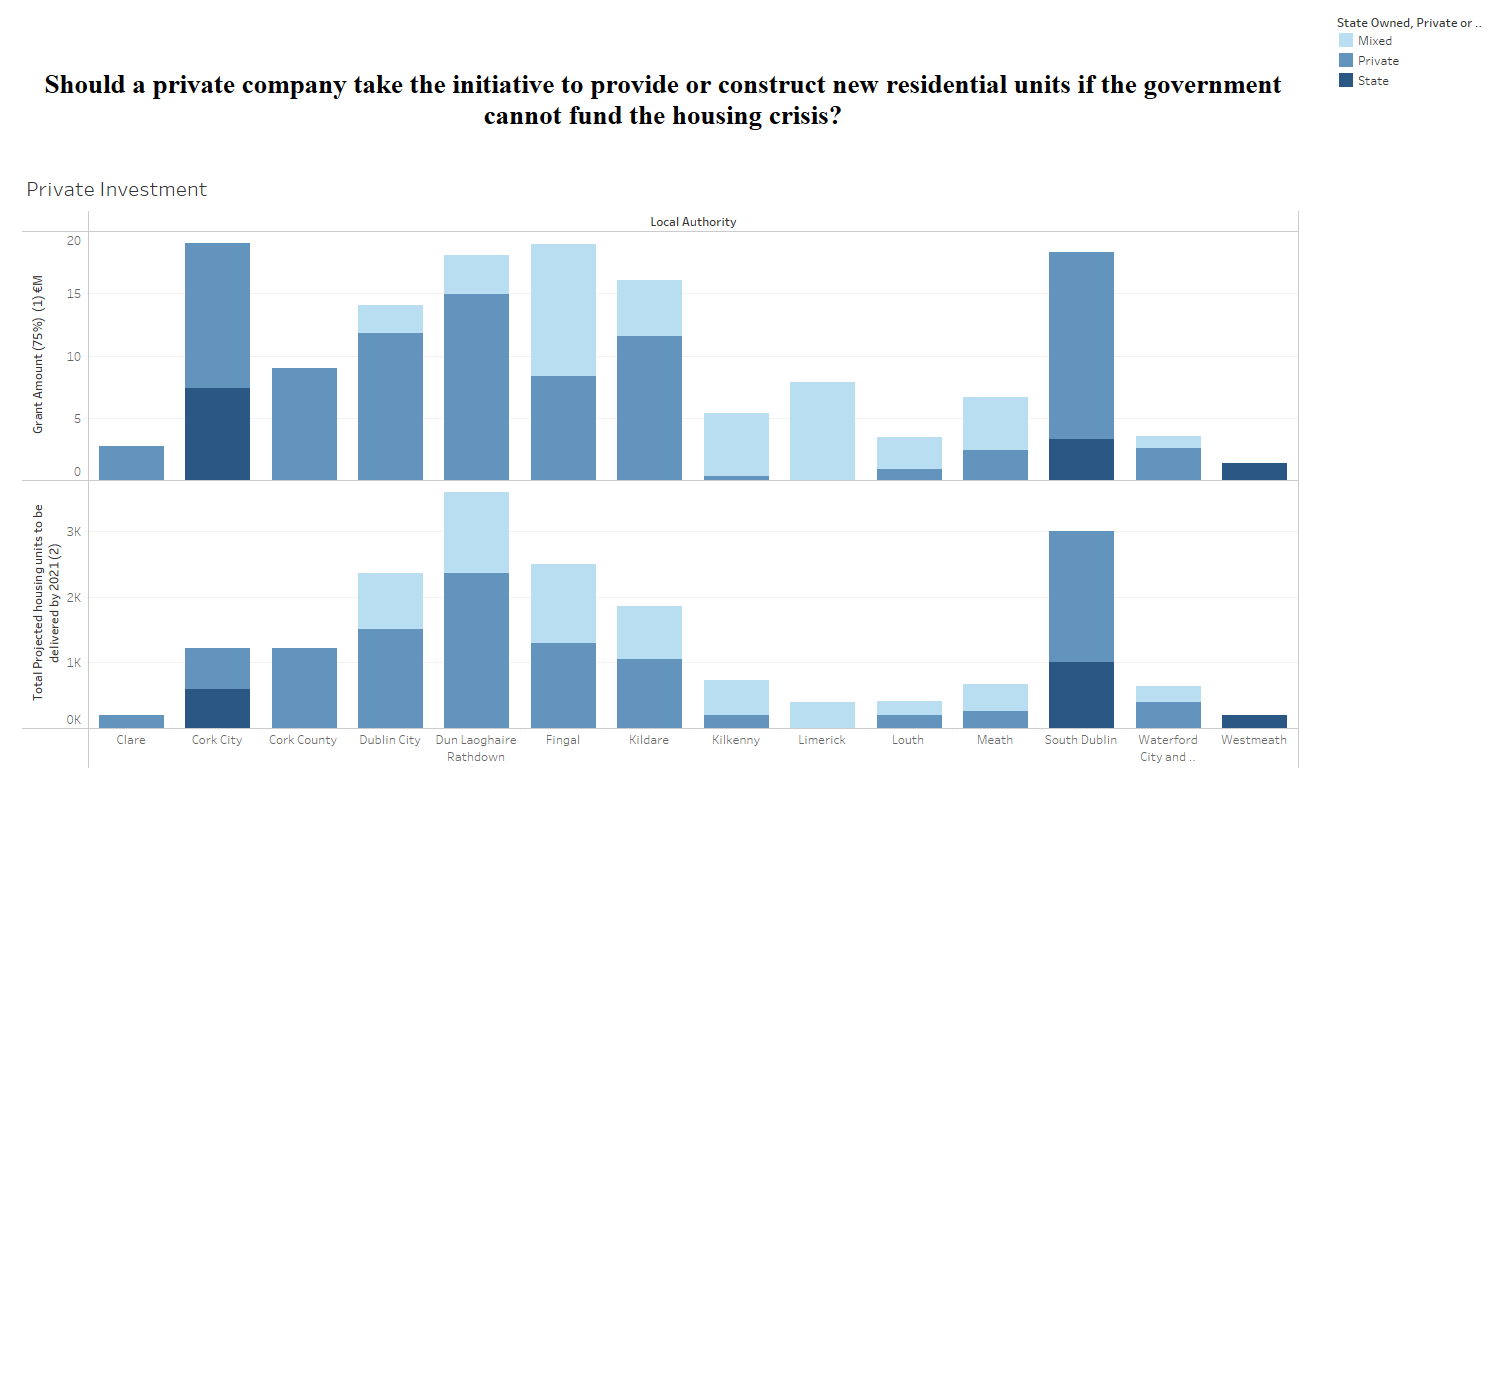 State Owned, Private or ..
Mixed
Private
State
Should a private company take the initiative to provide or construct new residential units if the government
cannot fund the housing crisis?
Private Investment
Local Authority
Grant Amount (75%)  (1) €M
20
15
10
5
0
Total Projected housing units to be
delivered by 2021 (2)
3K
2K
1K
0K
Clare
Cork City
Cork County
Dublin City
Dun Laoghaire
Rathdown
Fingal
Kildare
Kilkenny
Limerick
Louth
Meath
South Dublin
Waterford
City and ..
Westmeath